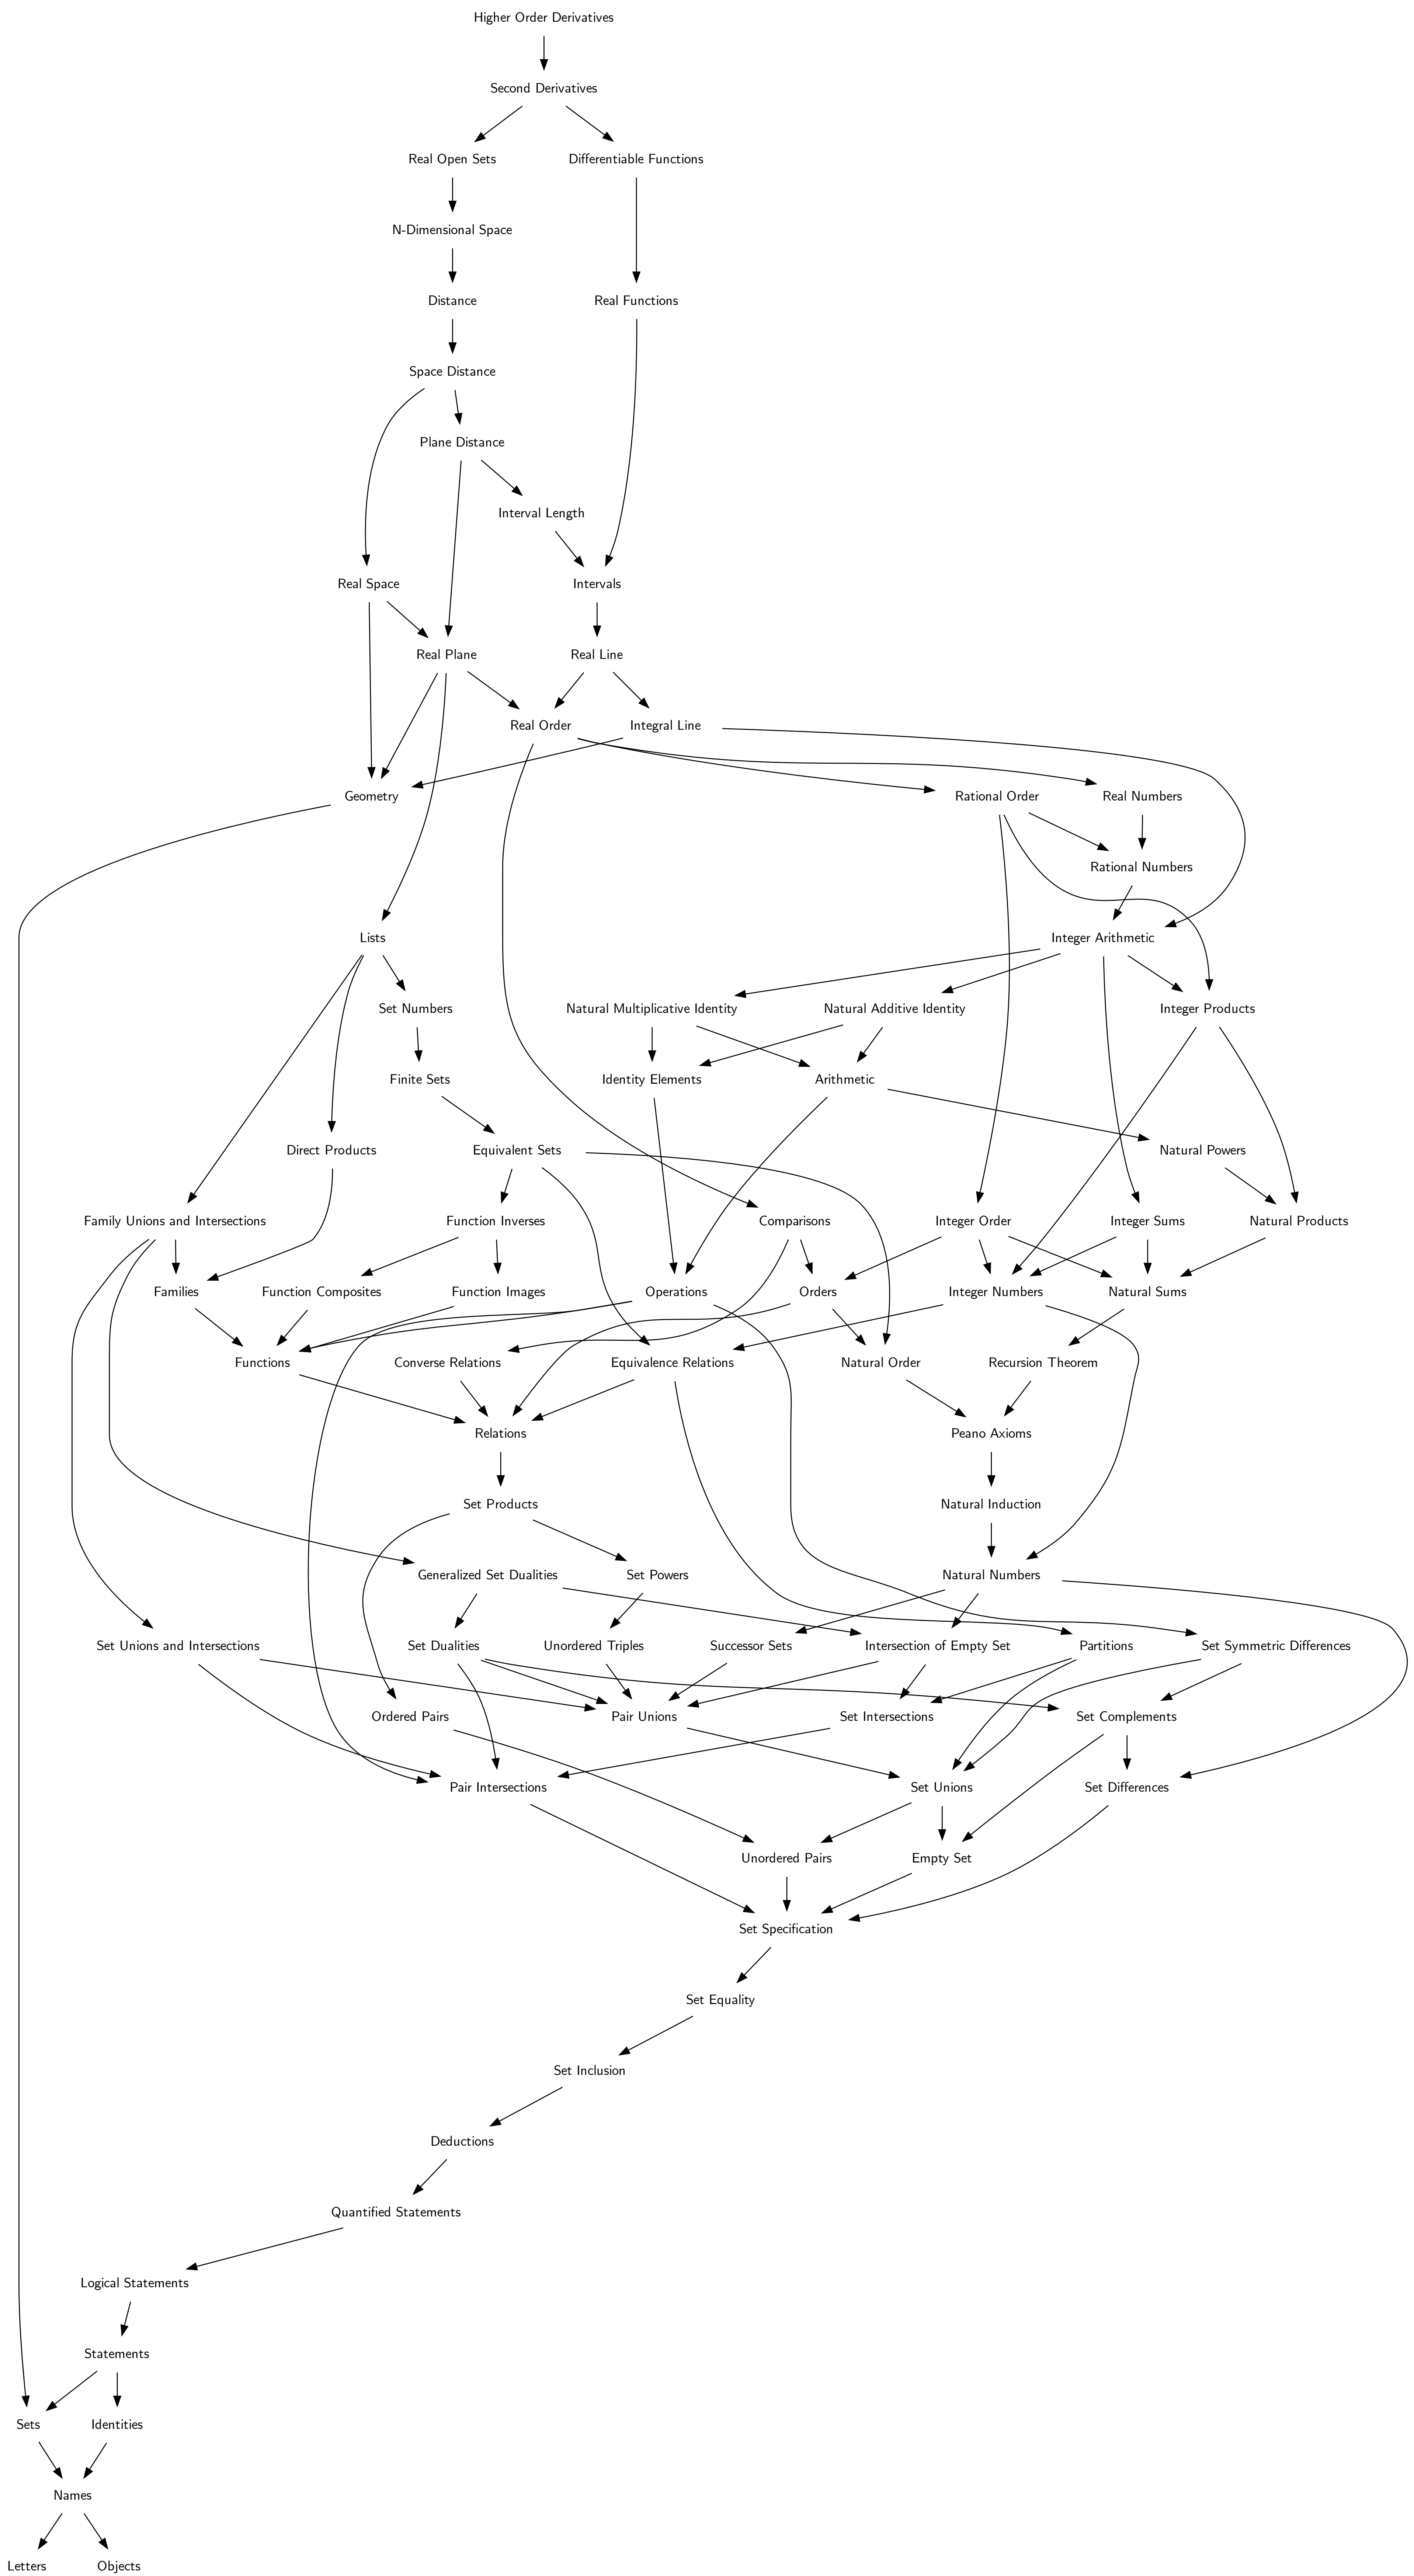 Higher Order Derivatives
Second Derivatives
Real Open Sets
Differentiable Functions
N-Dimensional Space
Distance
Real Functions
Space Distance
Plane Distance
Interval Length
Real Space
Intervals
Real Plane
Real Line
Real Order
Integral Line
Geometry
Rational Order
Real Numbers
Rational Numbers
Lists
Integer Arithmetic
Set Numbers
Natural Multiplicative Identity
Natural Additive Identity
Integer Products
Finite Sets
Identity Elements
Arithmetic
Direct Products
Equivalent Sets
Natural Powers
Family Unions and Intersections
Function Inverses
Comparisons
Integer Order
Integer Sums
Natural Products
Families
Function Composites
Function Images
Operations
Orders
Integer Numbers
Natural Sums
Functions
Converse Relations
Equivalence Relations
Natural Order
Recursion Theorem
Relations
Peano Axioms
Set Products
Natural Induction
Generalized Set Dualities
Set Powers
Natural Numbers
Set Unions and Intersections
Set Dualities
Unordered Triples
Successor Sets
Intersection of Empty Set
Partitions
Set Symmetric Differences
Ordered Pairs
Pair Unions
Set Intersections
Set Complements
Pair Intersections
Set Unions
Set Differences
Unordered Pairs
Empty Set
Set Specification
Set Equality
Set Inclusion
Deductions
Quantified Statements
Logical Statements
Statements
Sets
Identities
Names
Letters
Objects